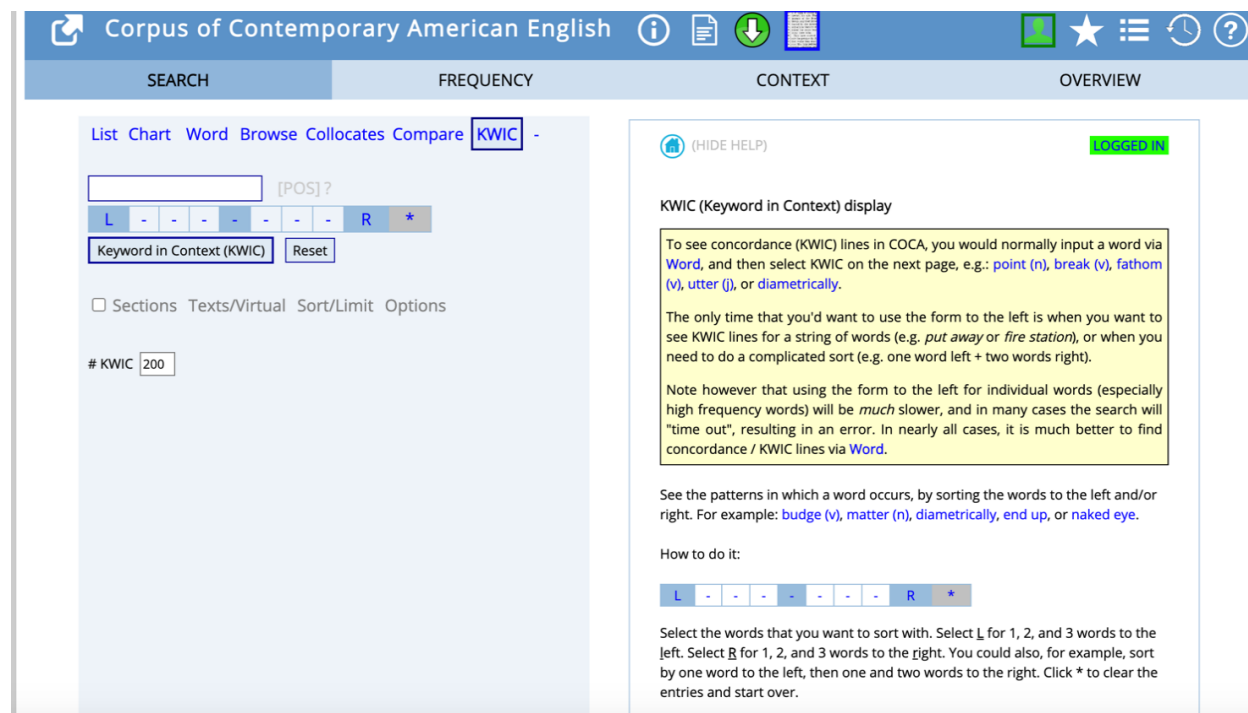 Corpus of Contemporary American English
SEARCH FREQUENCY CONTEXT OVERVIEW
List Chart Word Browse Collocates Compare KWIC -
[POS] ?
L - - - - - - - R *
Keyword in Context (KWIC) Reset
Sections Texts/Virtual Sort/Limit Options
# KWIC 200
(HIDE HELP) LOGGED IN
KWIC (Keyword in Context) display
To see concordance (KWIC) lines in COCA, you would normally input a word via
Word, and then select KWIC on the next page, e.g.: point (n), break (v), fathom
(v), utter (j), or diametrically.
The only time that you'd want to use the form to the left is when you want to
see KWIC lines for a string of words (e.g. put away or fire station), or when you
need to do a complicated sort (e.g. one word left + two words right).
Note however that using the form to the left for individual words (especially
high frequency words) will be much slower, and in many cases the search will
"time out", resulting in an error. In nearly all cases, it is much better to find
concordance / KWIC lines via Word.
See the patterns in which a word occurs, by sorting the words to the left and/or
right. For example: budge (v), matter (n), diametrically, end up, or naked eye.
How to do it:
L - - - - - - - R *
Select the words that you want to sort with. Select L for 1, 2, and 3 words to the
left. Select R for 1, 2, and 3 words to the right. You could also, for example, sort
by one word to the left, then one and two words to the right. Click * to clear the
entries and start over.